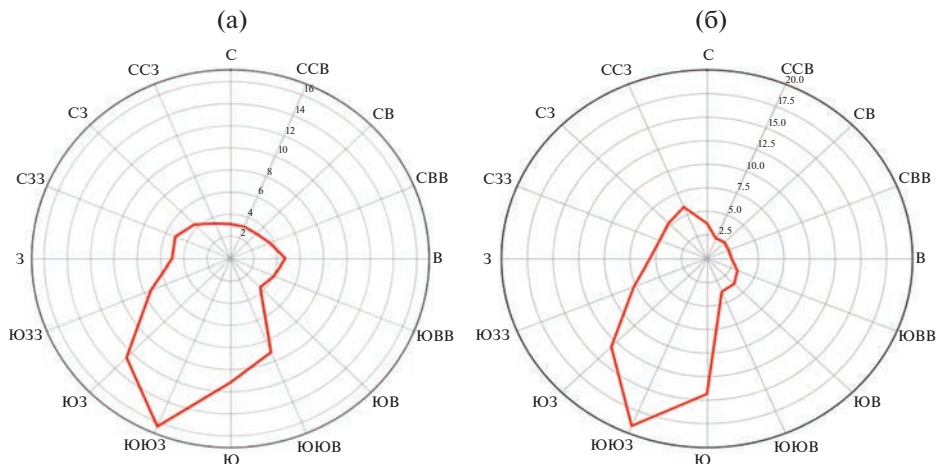 (а)
С
ССВ
СВ
СВВ
В
ЮВВ
ЮВ
ЮЮВ
Ю
ЮЮЗ
ЮЗ
ЮЗЗ
З
СЗЗ
СЗ
ССЗ
16
14
12
10
8
6
4
2
(б)
С
ССВ
СВ
СВВ
В
ЮВВ
ЮВ
ЮЮВ
Ю
ЮЮЗ
ЮЗ
ЮЗЗ
З
СЗЗ
СЗ
ССЗ
20.0
17.5
15.0
12.5
10.0
7.5
5.0
2.5